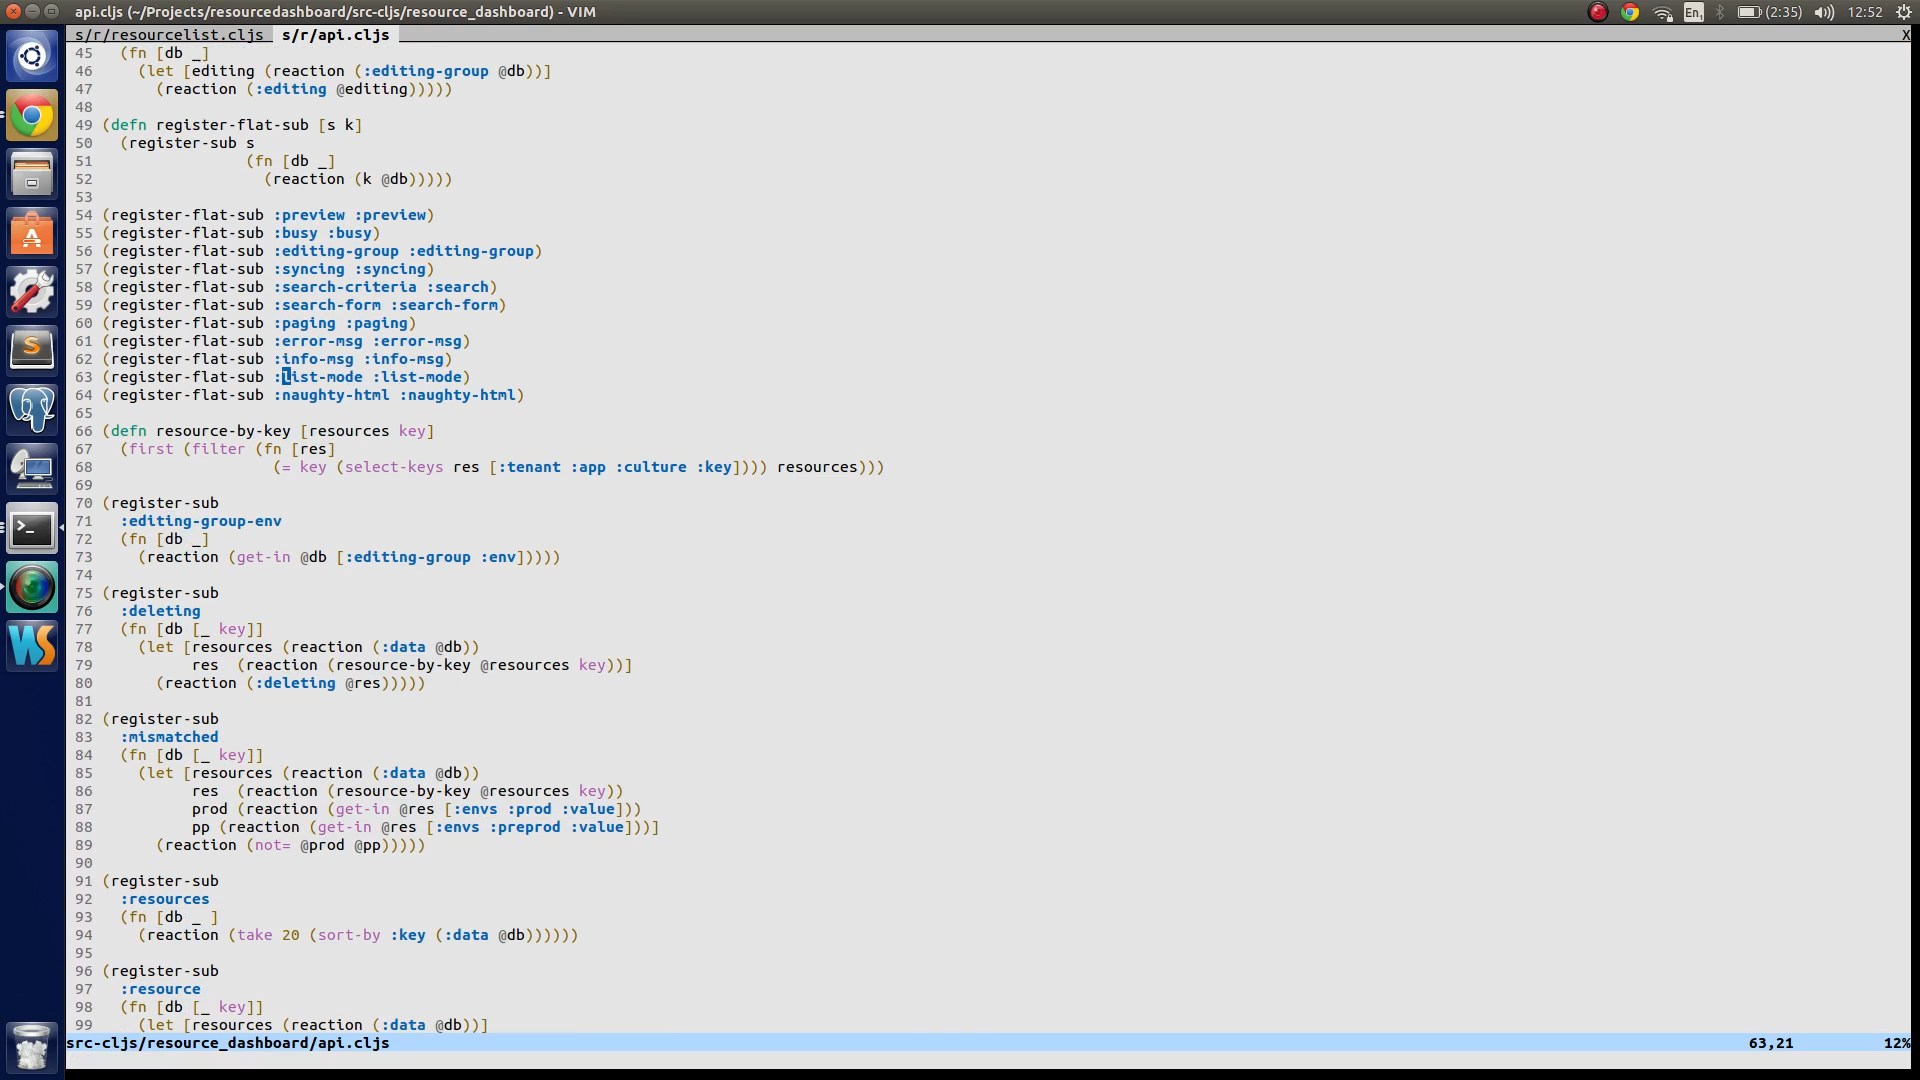 api.cljs (~/Projects/resourcedashboard/src-cljs/resource_dashboard) - VIM
En1 (2:35) 12:52
s/r/resourcelist.cljs s/r/api.cljs X
45   (fn [db _]
46     (let [editing (reaction (:editing-group @db))]
47       (reaction (:editing @editing)))))
48
49 (defn register-flat-sub [s k]
50   (register-sub s
51                 (fn [db _]
52                   (reaction (k @db)))))
53
54 (register-flat-sub :preview :preview)
55 (register-flat-sub :busy :busy)
56 (register-flat-sub :editing-group :editing-group)
57 (register-flat-sub :syncing :syncing)
58 (register-flat-sub :search-criteria :search)
59 (register-flat-sub :search-form :search-form)
60 (register-flat-sub :paging :paging)
61 (register-flat-sub :error-msg :error-msg)
62 (register-flat-sub :info-msg :info-msg)
63 (register-flat-sub :list-mode :list-mode)
64 (register-flat-sub :naughty-html :naughty-html)
65
66 (defn resource-by-key [resources key]
67   (first (filter (fn [res]
68                    (= key (select-keys res [:tenant :app :culture :key]))) resources)))
69
70 (register-sub
71   :editing-group-env
72   (fn [db _]
73     (reaction (get-in @db [:editing-group :env]))))
74
75 (register-sub
76   :deleting
77   (fn [db [_ key]]
78     (let [resources (reaction (:data @db))
79           res  (reaction (resource-by-key @resources key))]
80       (reaction (:deleting @res)))))
81
82 (register-sub
83   :mismatched
84   (fn [db [_ key]]
85     (let [resources (reaction (:data @db))
86           res  (reaction (resource-by-key @resources key))
87           prod (reaction (get-in @res [:envs :prod :value]))
88           pp (reaction (get-in @res [:envs :preprod :value]))]
89       (reaction (not= @prod @pp)))))
90
91 (register-sub
92   :resources
93   (fn [db _ ]
94     (reaction (take 20 (sort-by :key (:data @db))))))
95
96 (register-sub
97   :resource
98   (fn [db [_ key]]
99     (let [resources (reaction (:data @db))]
src-cljs/resource_dashboard/api.cljs 63,21 12%
S
WS